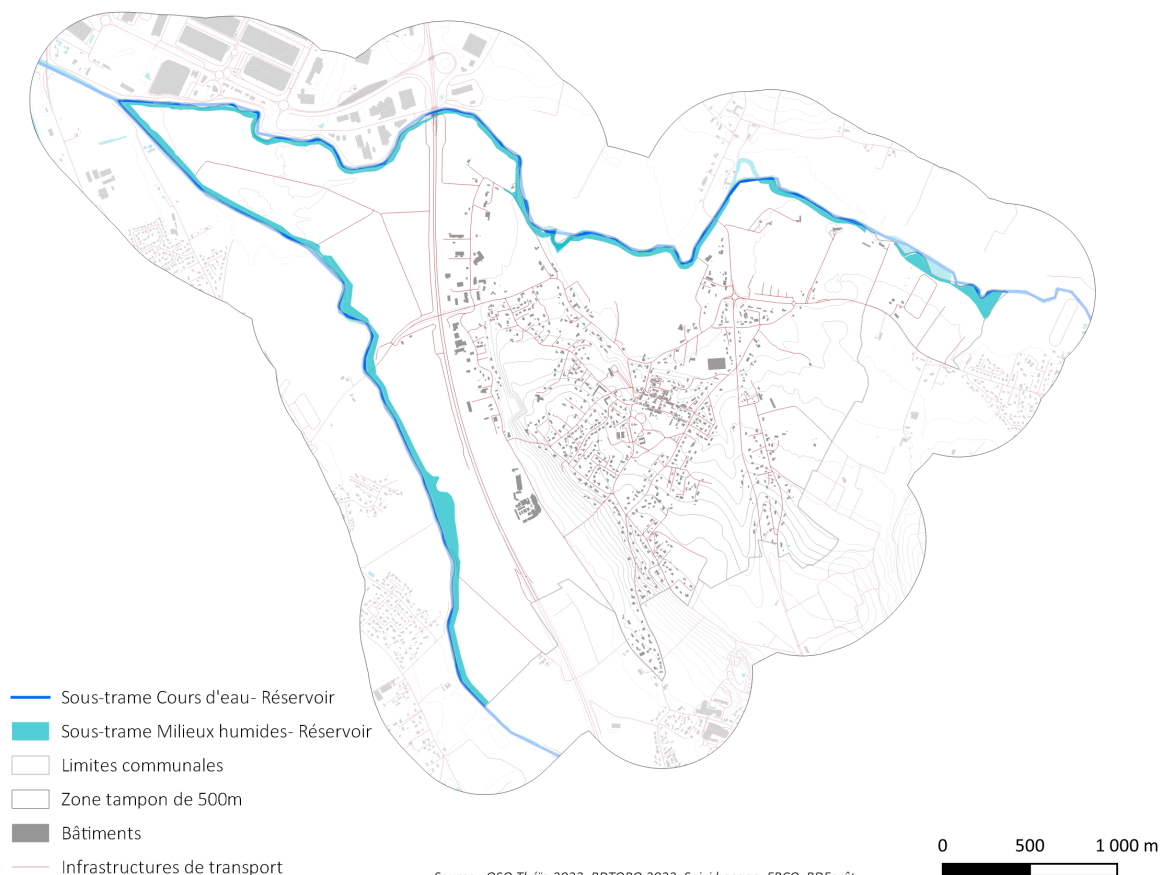 Sous-trame Cours d'eau- Réservoir
Sous-trame Milieux humides- Réservoir
Limites communales
Zone tampon de 500m
Bâtiments
Infrastructures de transport
0 500 1 000 m